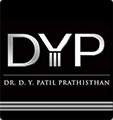 DYP
DR. D. Y. PATIL PRATHISTHAN